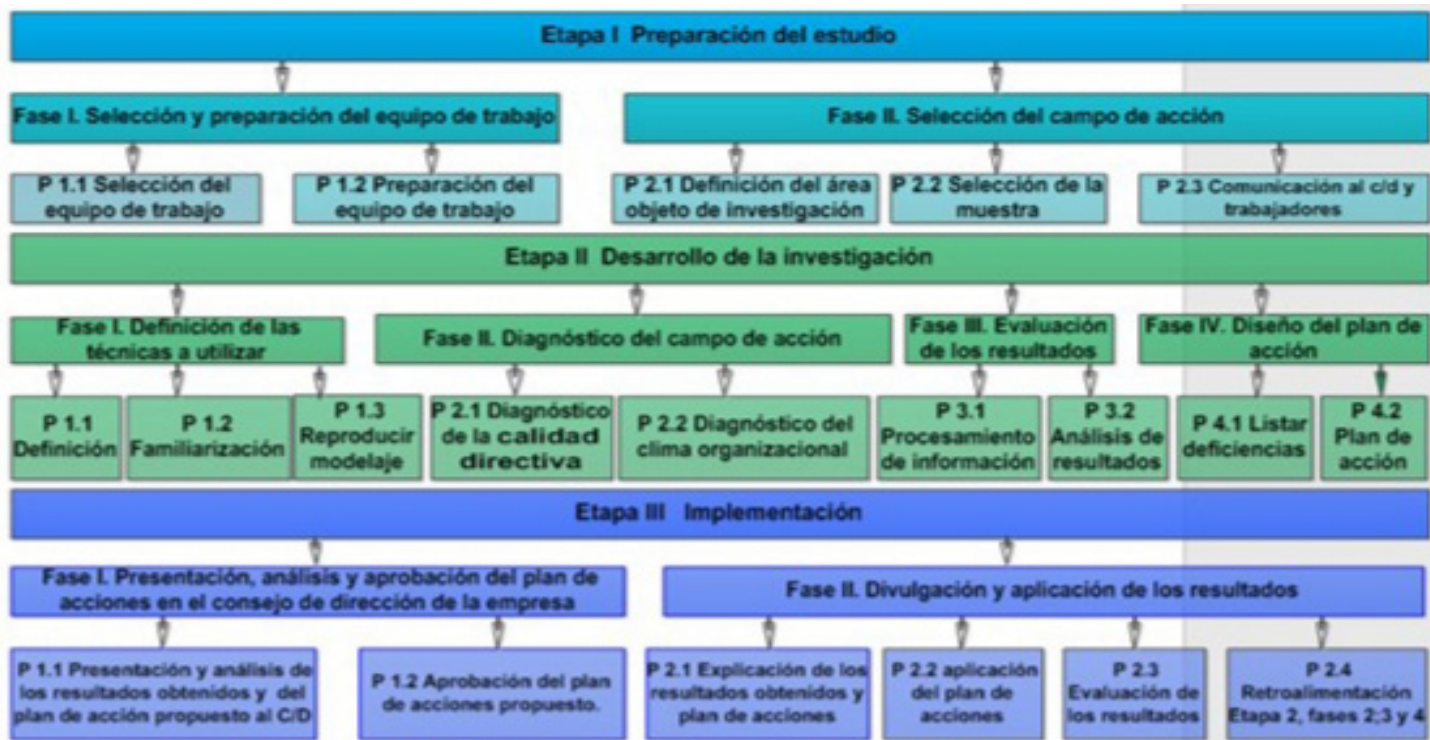 Etapa I Preparación del estudio
Fase I. Selección y preparación del equipo de trabajo
Fase II. Selección del campo de acción
P 1.1 Selección del
equipo de trabajo
P 1.2 Preparación del
equipo de trabajo
P 2.1 Definición del área
objeto de investigación
P 2.2 Selección de la
muestra
P 2.3 Comunicación al c/d y
trabajadores
Etapa II Desarrollo de la investigación
Fase I. Definición de las
técnicas a utilizar
Fase II. Diagnóstico del campo de acción
Fase III. Evaluación
de los resultados
Fase IV. Diseño del plan de
acción
P 1.1
Definición
P 1.2
Familiarización
P 1.3
Reproducir
modelaje
P 2.1 Diagnóstico
de la calidad
directiva
P 2.2 Diagnóstico del
clima organizacional
P 3.1
Procesamiento
de información
P 3.2
Análisis de
resultados
P 4.1 Listar
deficiencias
P 4.2
Plan de
acción
Etapa III Implementación
Fase I. Presentación, análisis y aprobación del plan de
acciones en el consejo de dirección de la empresa
Fase II. Divulgación y aplicación de los resultados
P 1.1 Presentación y análisis de
los resultados obtenidos y del
plan de acción propuesto al C/D
P 1.2 Aprobación del plan
de acciones propuesto.
P 2.1 Explicación de los
resultados obtenidos y
plan de acciones
P 2.2 aplicación
del plan de
acciones
P 2.3
Evaluación de
los resultados
P 2.4
Retroalimentación
Etapa 2, fases 2;3 y 4